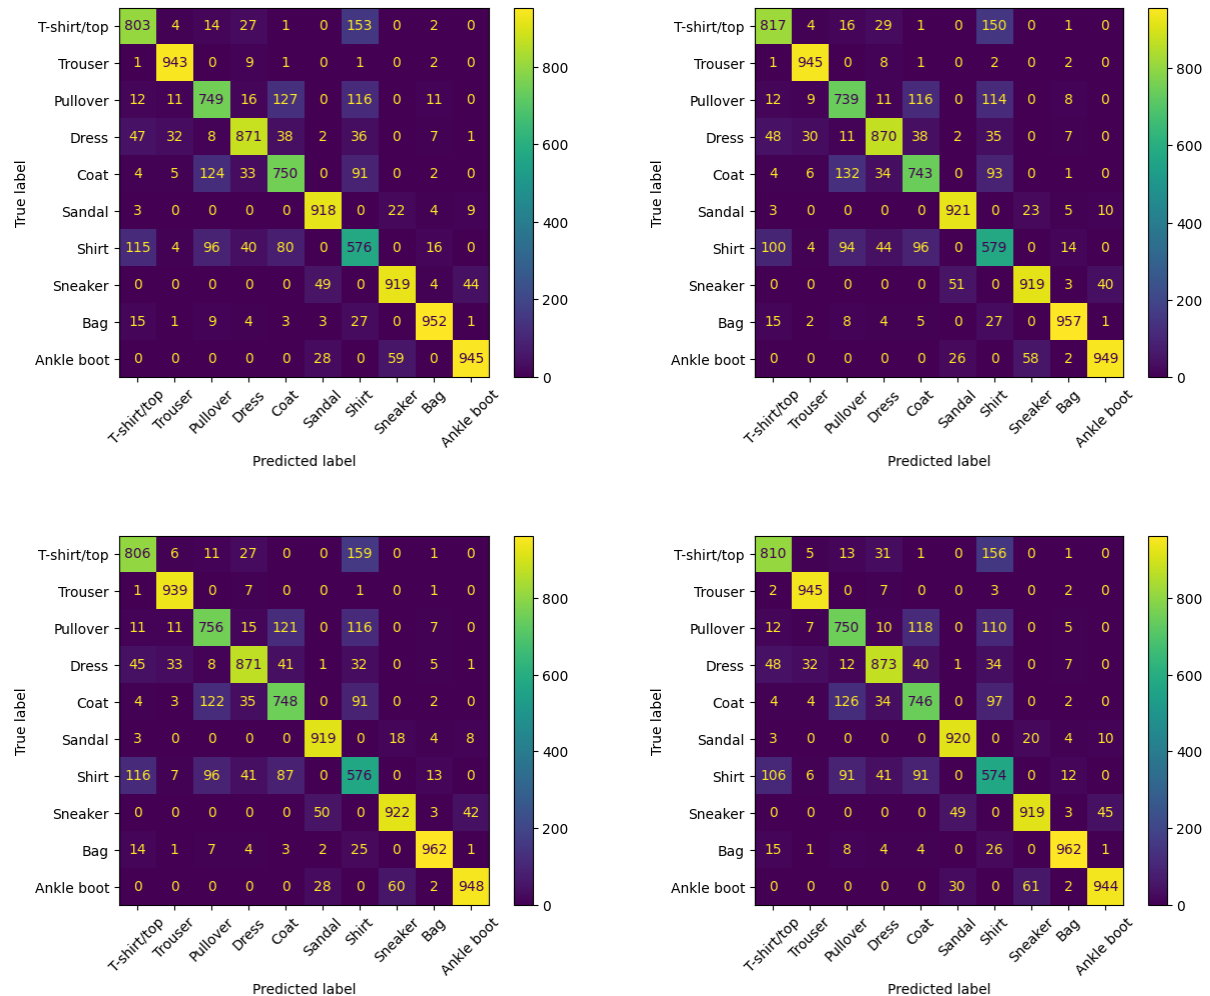 T-shirt/top 803 4 14 27 1 0 153 0 2 0
Trouser 1 943 0 9 1 0 1 0 2 0
Pullover 12 11 749 16 127 0 116 0 11 0
Dress 47 32 8 871 38 2 36 0 7 1
Coat 4 5 124 33 750 0 91 0 2 0
Sandal 3 0 0 0 0 918 0 22 4 9
Shirt 115 4 96 40 80 0 576 0 16 0
Sneaker 0 0 0 0 0 49 0 919 4 44
Bag 15 1 9 4 3 3 27 0 952 1
Ankle boot 0 0 0 0 0 28 0 59 0 945
T-shirt/top Trouser Pullover Dress Coat Sandal Shirt Sneaker Bag Ankle boot
Predicted label
True label
800
600
400
200
0
T-shirt/top 817 4 16 29 1 0 150 0 1 0
Trouser 1 945 0 8 1 0 2 0 2 0
Pullover 12 9 739 11 116 0 114 0 8 0
Dress 48 30 11 870 38 2 35 0 7 0
Coat 4 6 132 34 743 0 93 0 1 0
Sandal 3 0 0 0 0 921 0 23 5 10
Shirt 100 4 94 44 96 0 579 0 14 0
Sneaker 0 0 0 0 0 51 0 919 3 40
Bag 15 2 8 4 5 0 27 0 957 1
Ankle boot 0 0 0 0 0 26 0 58 2 949
T-shirt/top Trouser Pullover Dress Coat Sandal Shirt Sneaker Bag Ankle boot
Predicted label
True label
800
600
400
200
0
T-shirt/top 806 6 11 27 0 0 159 0 1 0
Trouser 1 939 0 7 0 0 1 0 1 0
Pullover 11 11 756 15 121 0 116 0 7 0
Dress 45 33 8 871 41 1 32 0 5 1
Coat 4 3 122 35 748 0 91 0 2 0
Sandal 3 0 0 0 0 919 0 18 4 8
Shirt 116 7 96 41 87 0 576 0 13 0
Sneaker 0 0 0 0 0 50 0 922 3 42
Bag 14 1 7 4 3 2 25 0 962 1
Ankle boot 0 0 0 0 0 28 0 60 2 948
T-shirt/top Trouser Pullover Dress Coat Sandal Shirt Sneaker Bag Ankle boot
Predicted label
True label
800
600
400
200
0
T-shirt/top 810 5 13 31 1 0 156 0 1 0
Trouser 2 945 0 7 0 0 3 0 2 0
Pullover 12 7 750 10 118 0 110 0 5 0
Dress 48 32 12 873 40 1 34 0 7 0
Coat 4 4 126 34 746 0 97 0 2 0
Sandal 3 0 0 0 0 920 0 20 4 10
Shirt 106 6 91 41 91 0 574 0 12 0
Sneaker 0 0 0 0 0 49 0 919 3 45
Bag 15 1 8 4 4 0 26 0 962 1
Ankle boot 0 0 0 0 0 30 0 61 2 944
T-shirt/top Trouser Pullover Dress Coat Sandal Shirt Sneaker Bag Ankle boot
Predicted label
True label
800
600
400
200
0